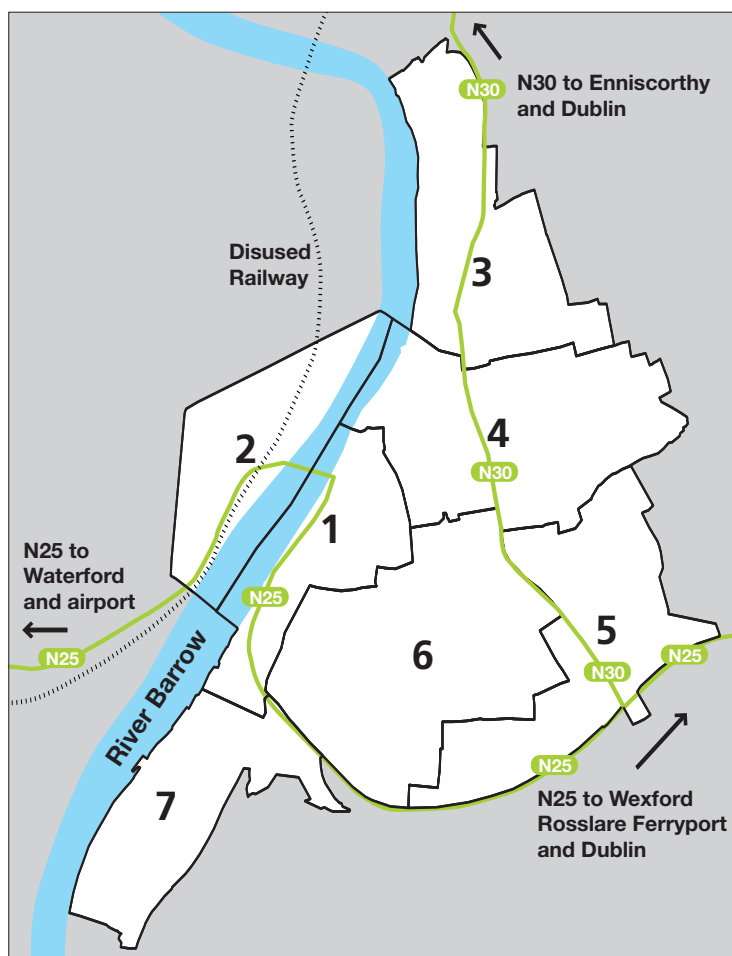 N30
N30 to Enniscorthy
and Dublin
Disused
Railway
3
2
4
N30
1
N25 to
Waterford
and airport
N25
N25
River Barrow
5
6
N25
N30
7
N25
N25 to Wexford
Rosslare Ferryport
and Dublin